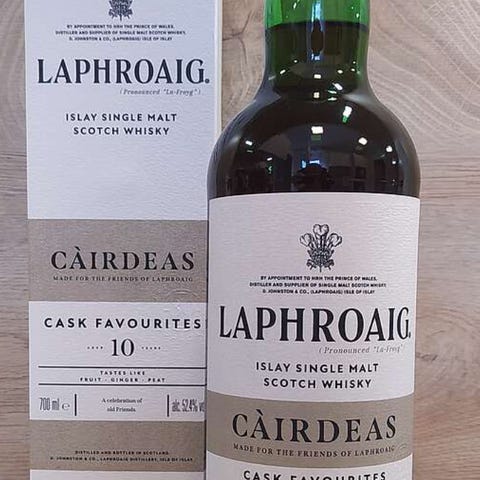 BY APPOINTMENT TO HRH THE PRINCE OF WALES,
DISTILLER AND SUPPLIER OF SINGLE MALT SCOTCH WHISKY,
D. JOHNSTON & CO., (LAPHROAIG) ISLE OF ISLAY
LAPHROAIG.
(Pronounced "La-Froyg")
ISLAY SINGLE MALT
SCOTCH WHISKY
CÀIRDEAS
MADE FOR THE FRIENDS OF LAPHROAIG
CASK FAVOURITES
AGED 10 YEARS
TASTES LIKE
FRUIT · GINGER · PEAT
700 ml e
A celebration of
old Friends.
alc. 52.4% vol
DISTILLED AND BOTTLED IN SCOTLAND.
D. JOHNSTON & CO., LAPHROAIG DISTILLERY, ISLE OF ISLAY.
BY APPOINTMENT TO HRH THE PRINCE OF WALES,
DISTILLER AND SUPPLIER OF SINGLE MALT SCOTCH WHISKY,
D. JOHNSTON & CO., (LAPHROAIG) ISLE OF ISLAY
LAPHROAIG.
(Pronounced "La-Froyg")
ISLAY SINGLE MALT
SCOTCH WHISKY
CÀIRDEAS
MADE FOR THE FRIENDS OF LAPHROAIG
CASK FAVOURITES